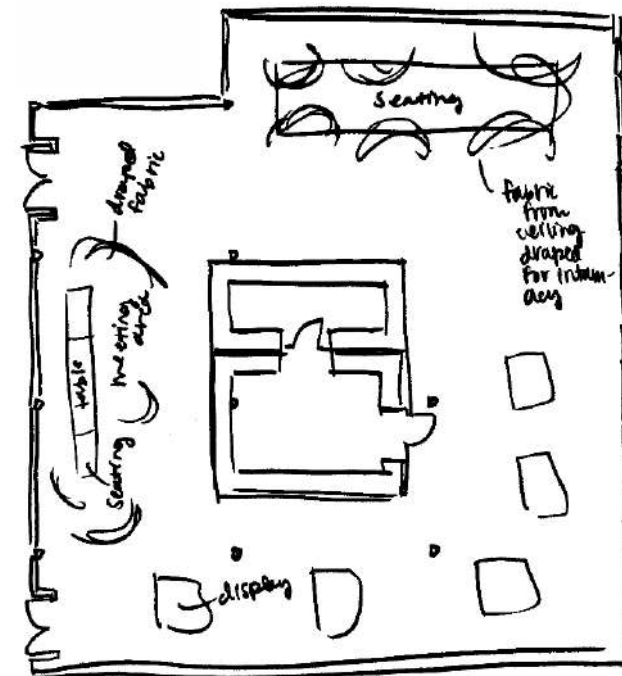 seating
draped
fabric
fabric
from
ceiling
draped
for intim-
acy
meeting
area
table
seating
display